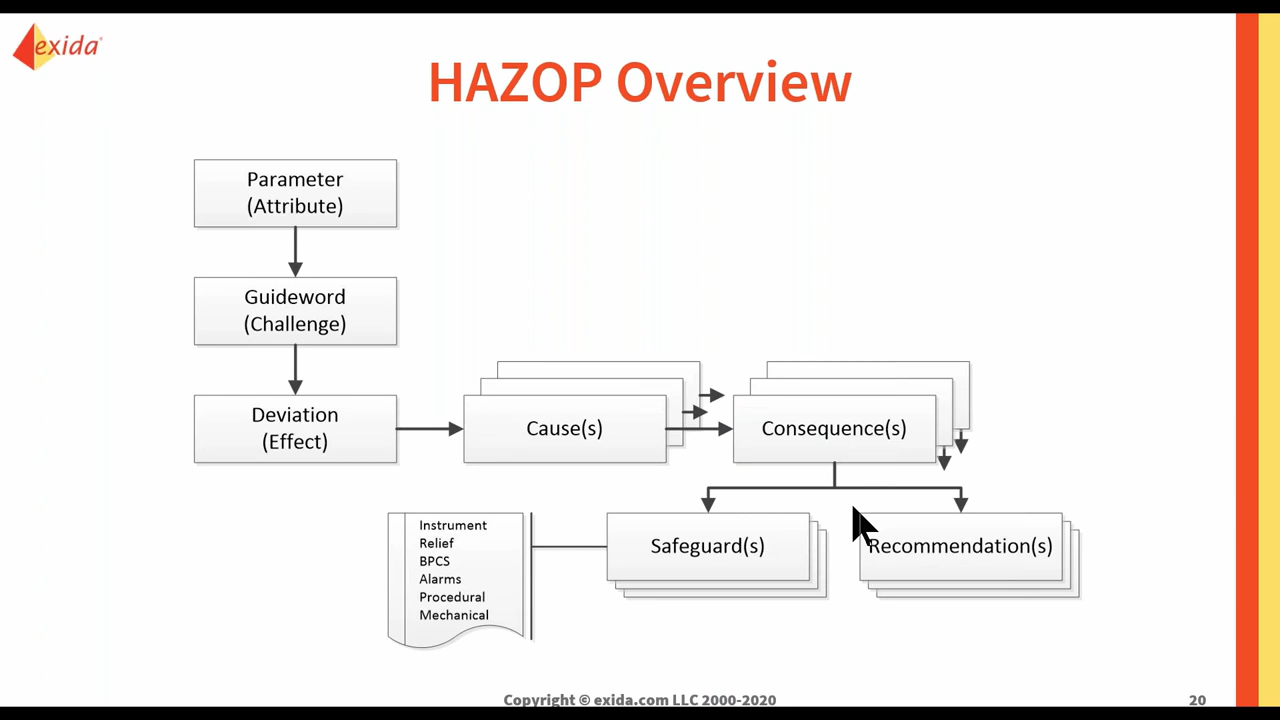 exida
HAZOP Overview
Parameter
(Attribute)
Guideword
(Challenge)
Deviation
(Effect)
Cause(s)
Consequence(s)
Instrument
Relief
BPCS
Alarms
Procedural
Mechanical
Safeguard(s)
Recommendation(s)
Copyright © exida.com LLC 2000-2020
20